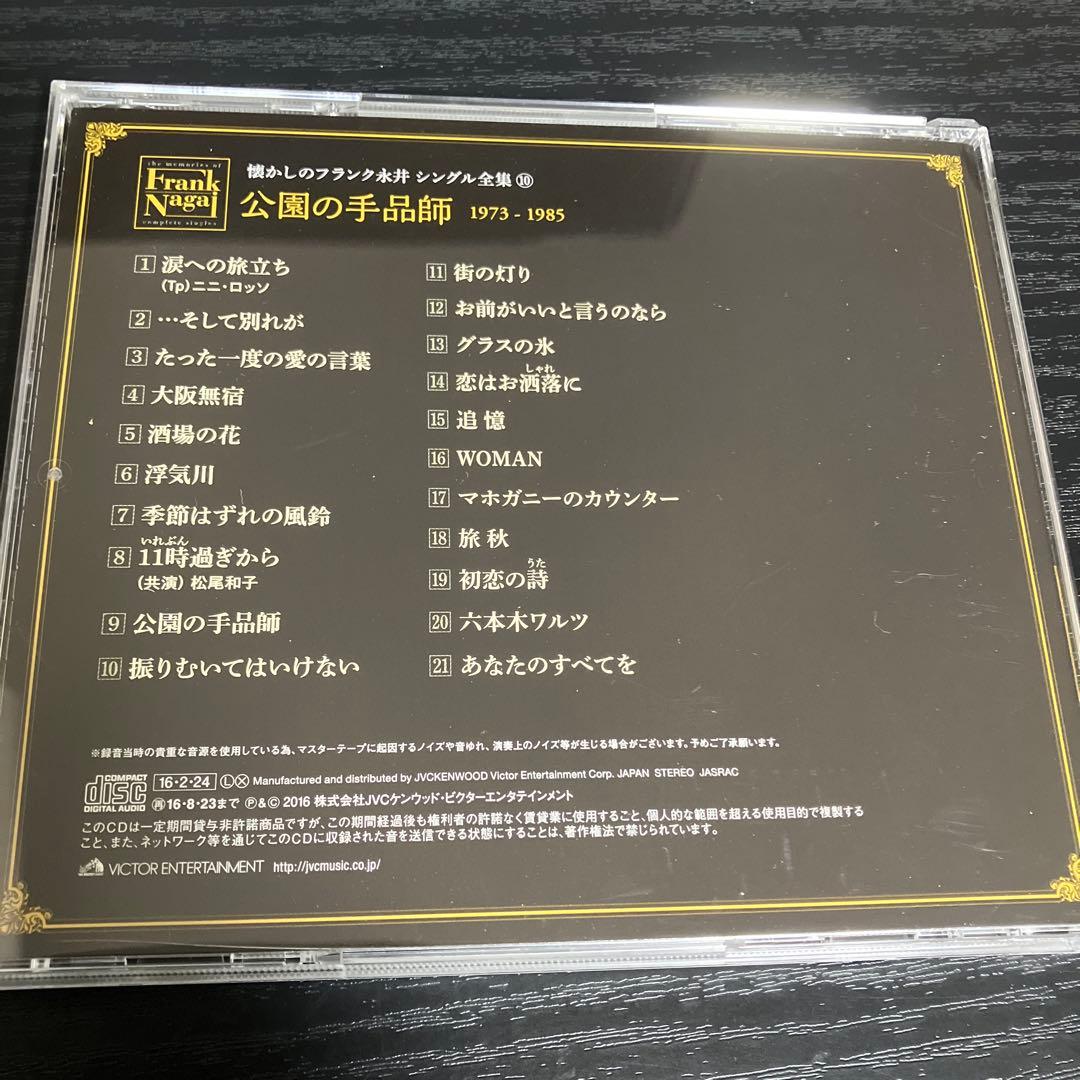 the memories of
Frank
Nagai
complete singles
懐かしのフランク永井 シングル全集⑩
公園の手品師 1973 - 1985
1 涙への旅立ち
(Tp)ニニ・ロッソ
2 …そして別れが
3 たった一度の愛の言葉
4 大阪無宿
5 酒場の花
6 浮気川
7 季節はずれの風鈴
いれぶん
8 11時過ぎから
(共演) 松尾和子
9 公園の手品師
10 振りむいてはいけない
11 街の灯り
12 お前がいいと言うのなら
13 グラスの氷
しゃれ
14 恋はお洒落に
15 追憶
16 WOMAN
17 マホガニーのカウンター
18 旅秋
うた
19 初恋の詩
20 六本木ワルツ
21 あなたのすべてを
※録音当時の貴重な音源を使用している為、マスターテープに起因するノイズや音ゆれ、演奏上のノイズ等が生じる場合がございます。予めご了承願います。
COMPACT
disc
DIGITAL AUDIO
16・2・24 Ⓛⓧ Manufactured and distributed by JVCKENWOOD Victor Entertainment Corp. JAPAN STEREO JASRAC
再16・8・23まで Ⓟ&Ⓒ 2016 株式会社JVCケンウッド・ビクターエンタテインメント
このCDは一定期間貸与非許諾商品ですが、この期間経過後も権利者の許諾なく賃貸業に使用すること、個人的な範囲を超える使用目的で複製する
こと、また、ネットワーク等を通じてこのCDに収録された音を送信できる状態にすることは、著作権法で禁じられています。
VICTOR ENTERTAINMENT http://jvcmusic.co.jp/